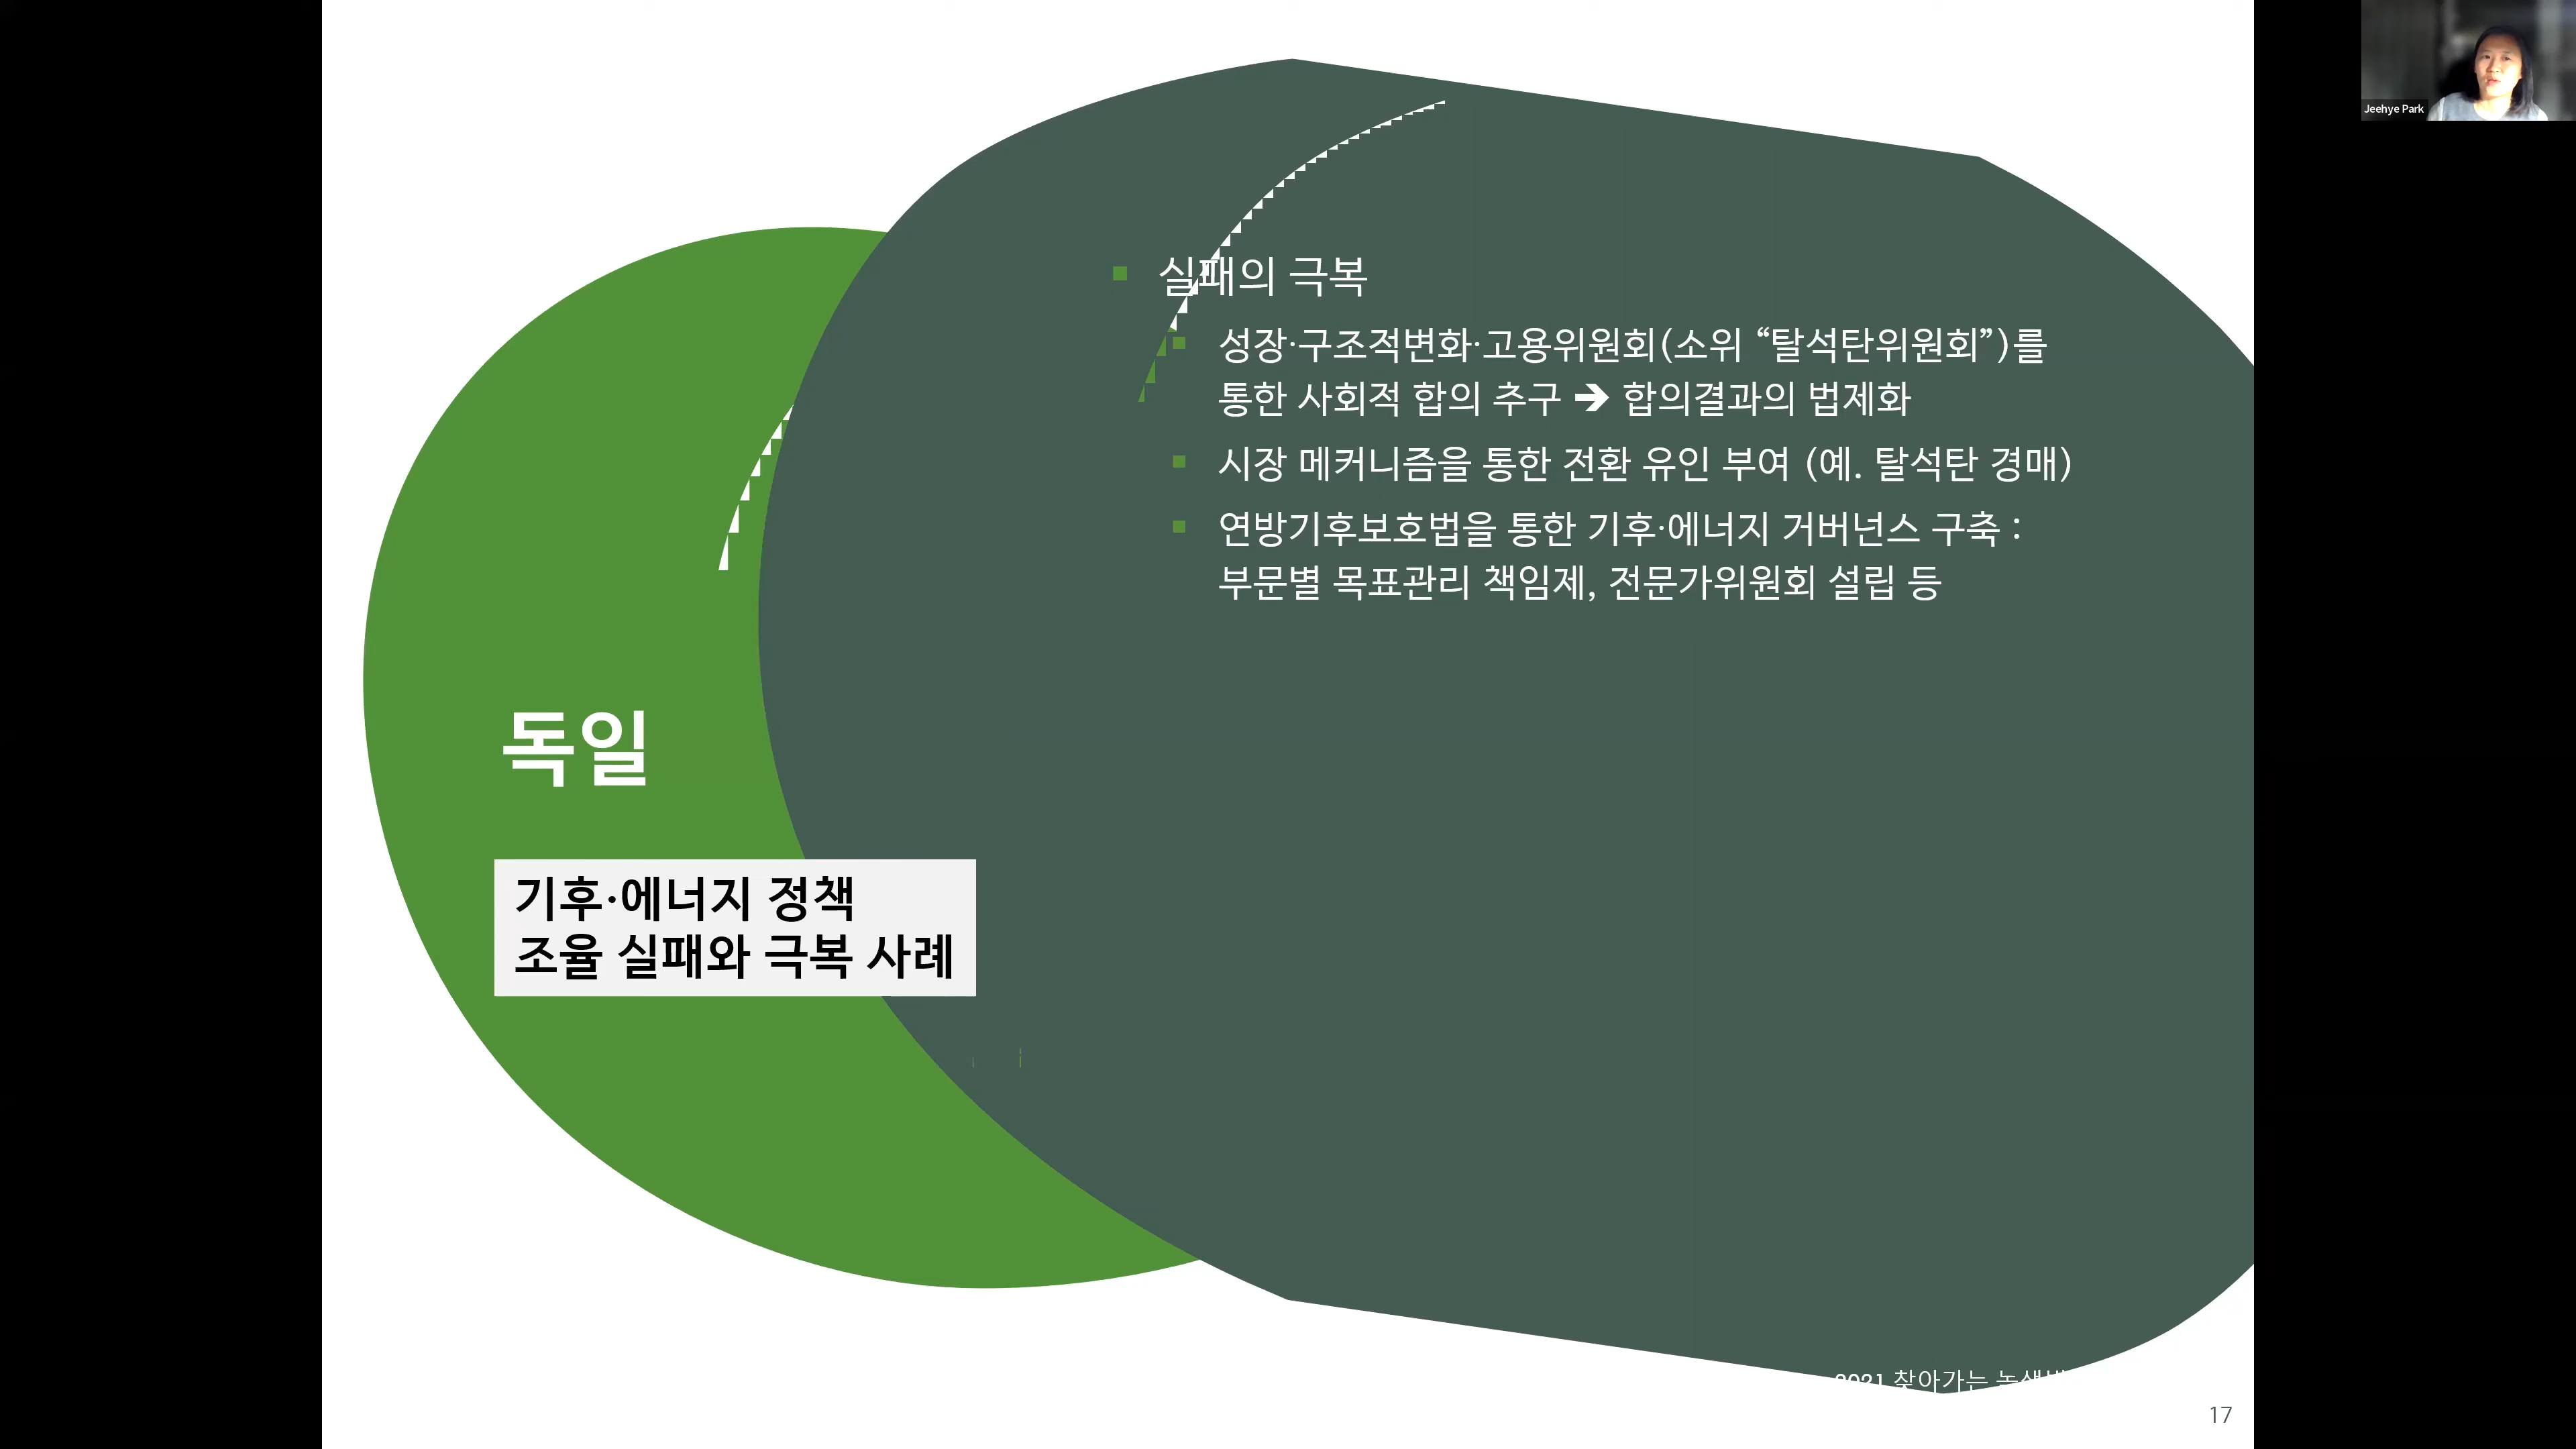 Jeehye Park
독일
기후·에너지 정책
조율 실패와 극복 사례
▪ 실패의 극복
▪ 성장·구조적변화·고용위원회(소위 “탈석탄위원회”)를
통한 사회적 합의 추구 ➔ 합의결과의 법제화
▪ 시장 메커니즘을 통한 전환 유인 부여 (예. 탈석탄 경매)
▪ 연방기후보호법을 통한 기후·에너지 거버넌스 구축 :
부문별 목표관리 책임제, 전문가위원회 설립 등
2021 찾아가는
17